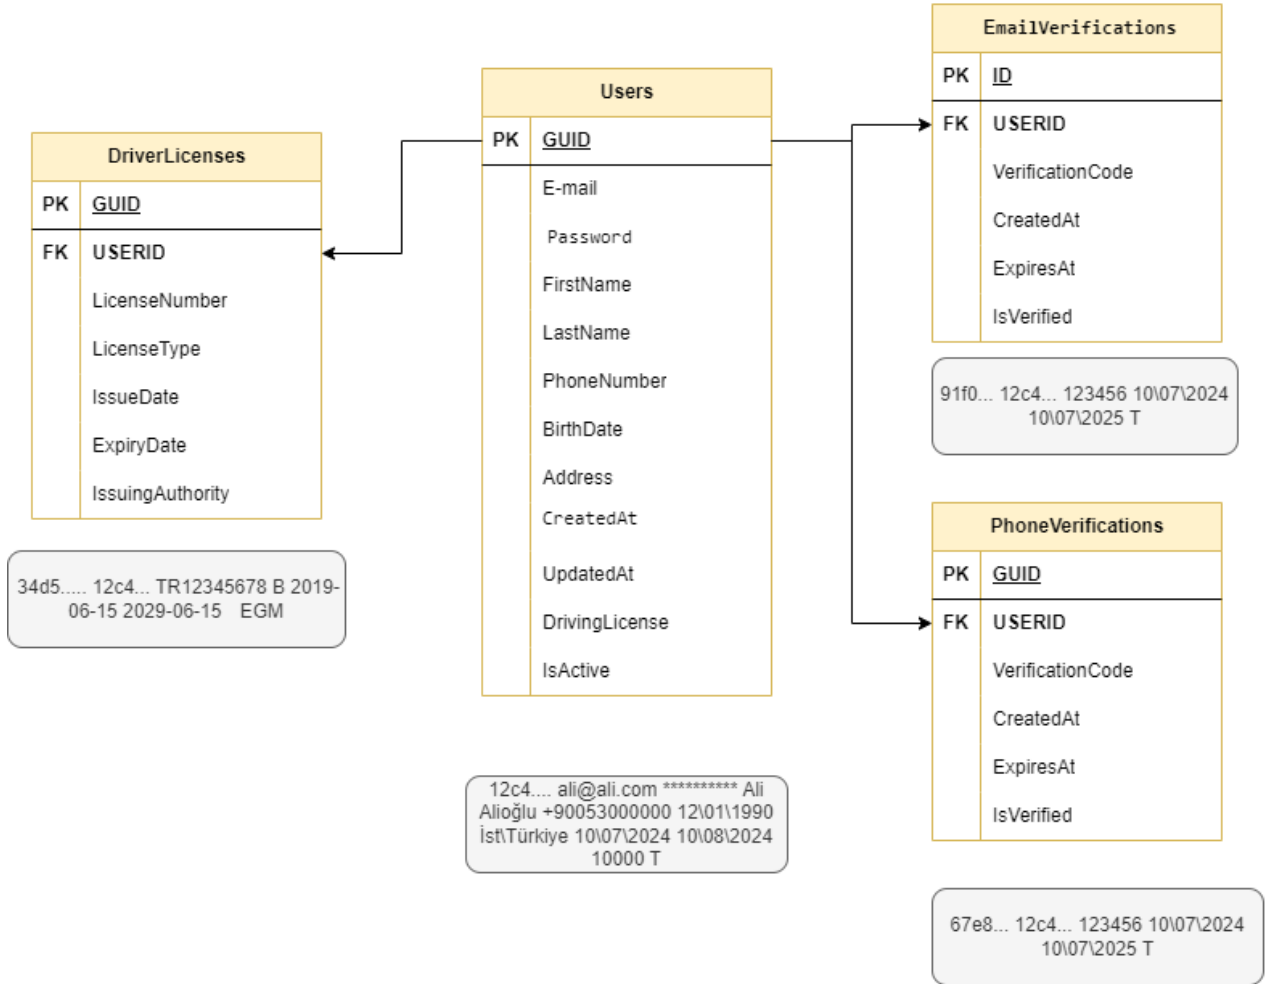 DriverLicenses
PK GUID
FK USERID
LicenseNumber
LicenseType
IssueDate
ExpiryDate
IssuingAuthority
34d5..... 12c4... TR12345678 B 2019-
06-15 2029-06-15 EGM
Users
PK GUID
E-mail
Password
FirstName
LastName
PhoneNumber
BirthDate
Address
CreatedAt
UpdatedAt
DrivingLicense
IsActive
12c4.... ali@ali.com ********** Ali
Alioğlu +90053000000 12\01\1990
İst\Türkiye 10\07\2024 10\08\2024
10000 T
EmailVerifications
PK ID
FK USERID
VerificationCode
CreatedAt
ExpiresAt
IsVerified
91f0... 12c4... 123456 10\07\2024
10\07\2025 T
PhoneVerifications
PK GUID
FK USERID
VerificationCode
CreatedAt
ExpiresAt
IsVerified
67e8... 12c4... 123456 10\07\2024
10\07\2025 T